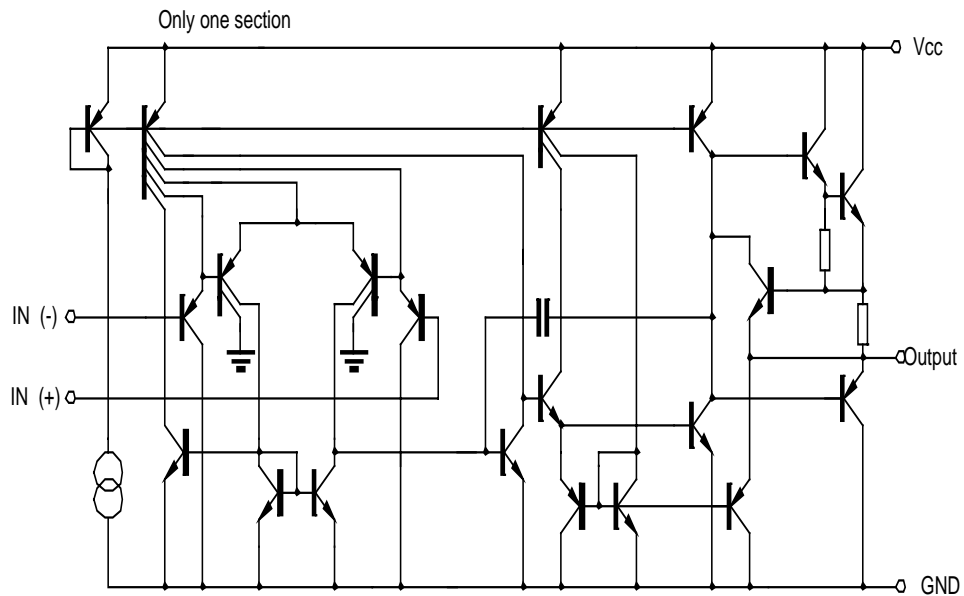 Only one section
Vcc
IN (-)
Output
IN (+)
GND